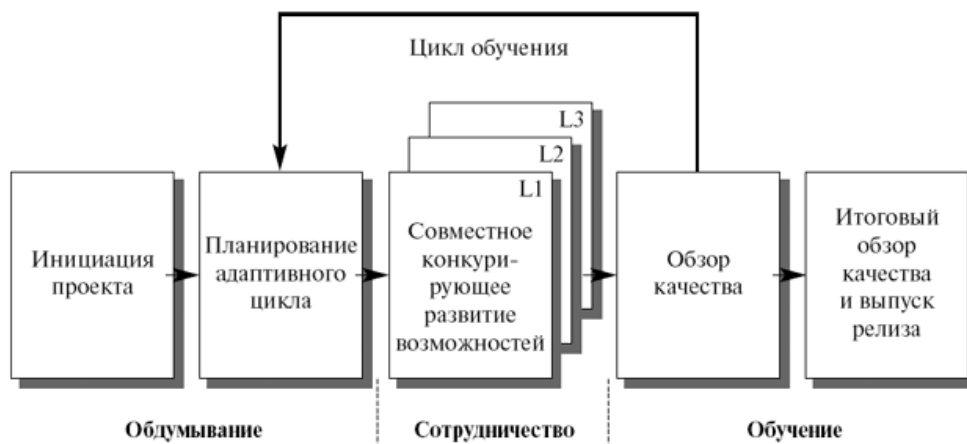 Цикл обучения
L3
L2
L1
Инициация
проекта
Планирование
адаптивного
цикла
Совместное
конкури-
рующее
развитие
возможностей
Обзор
качества
Итоговый
обзор
качества
и выпуск
релиза
Обдумывание
Сотрудничество
Обучение